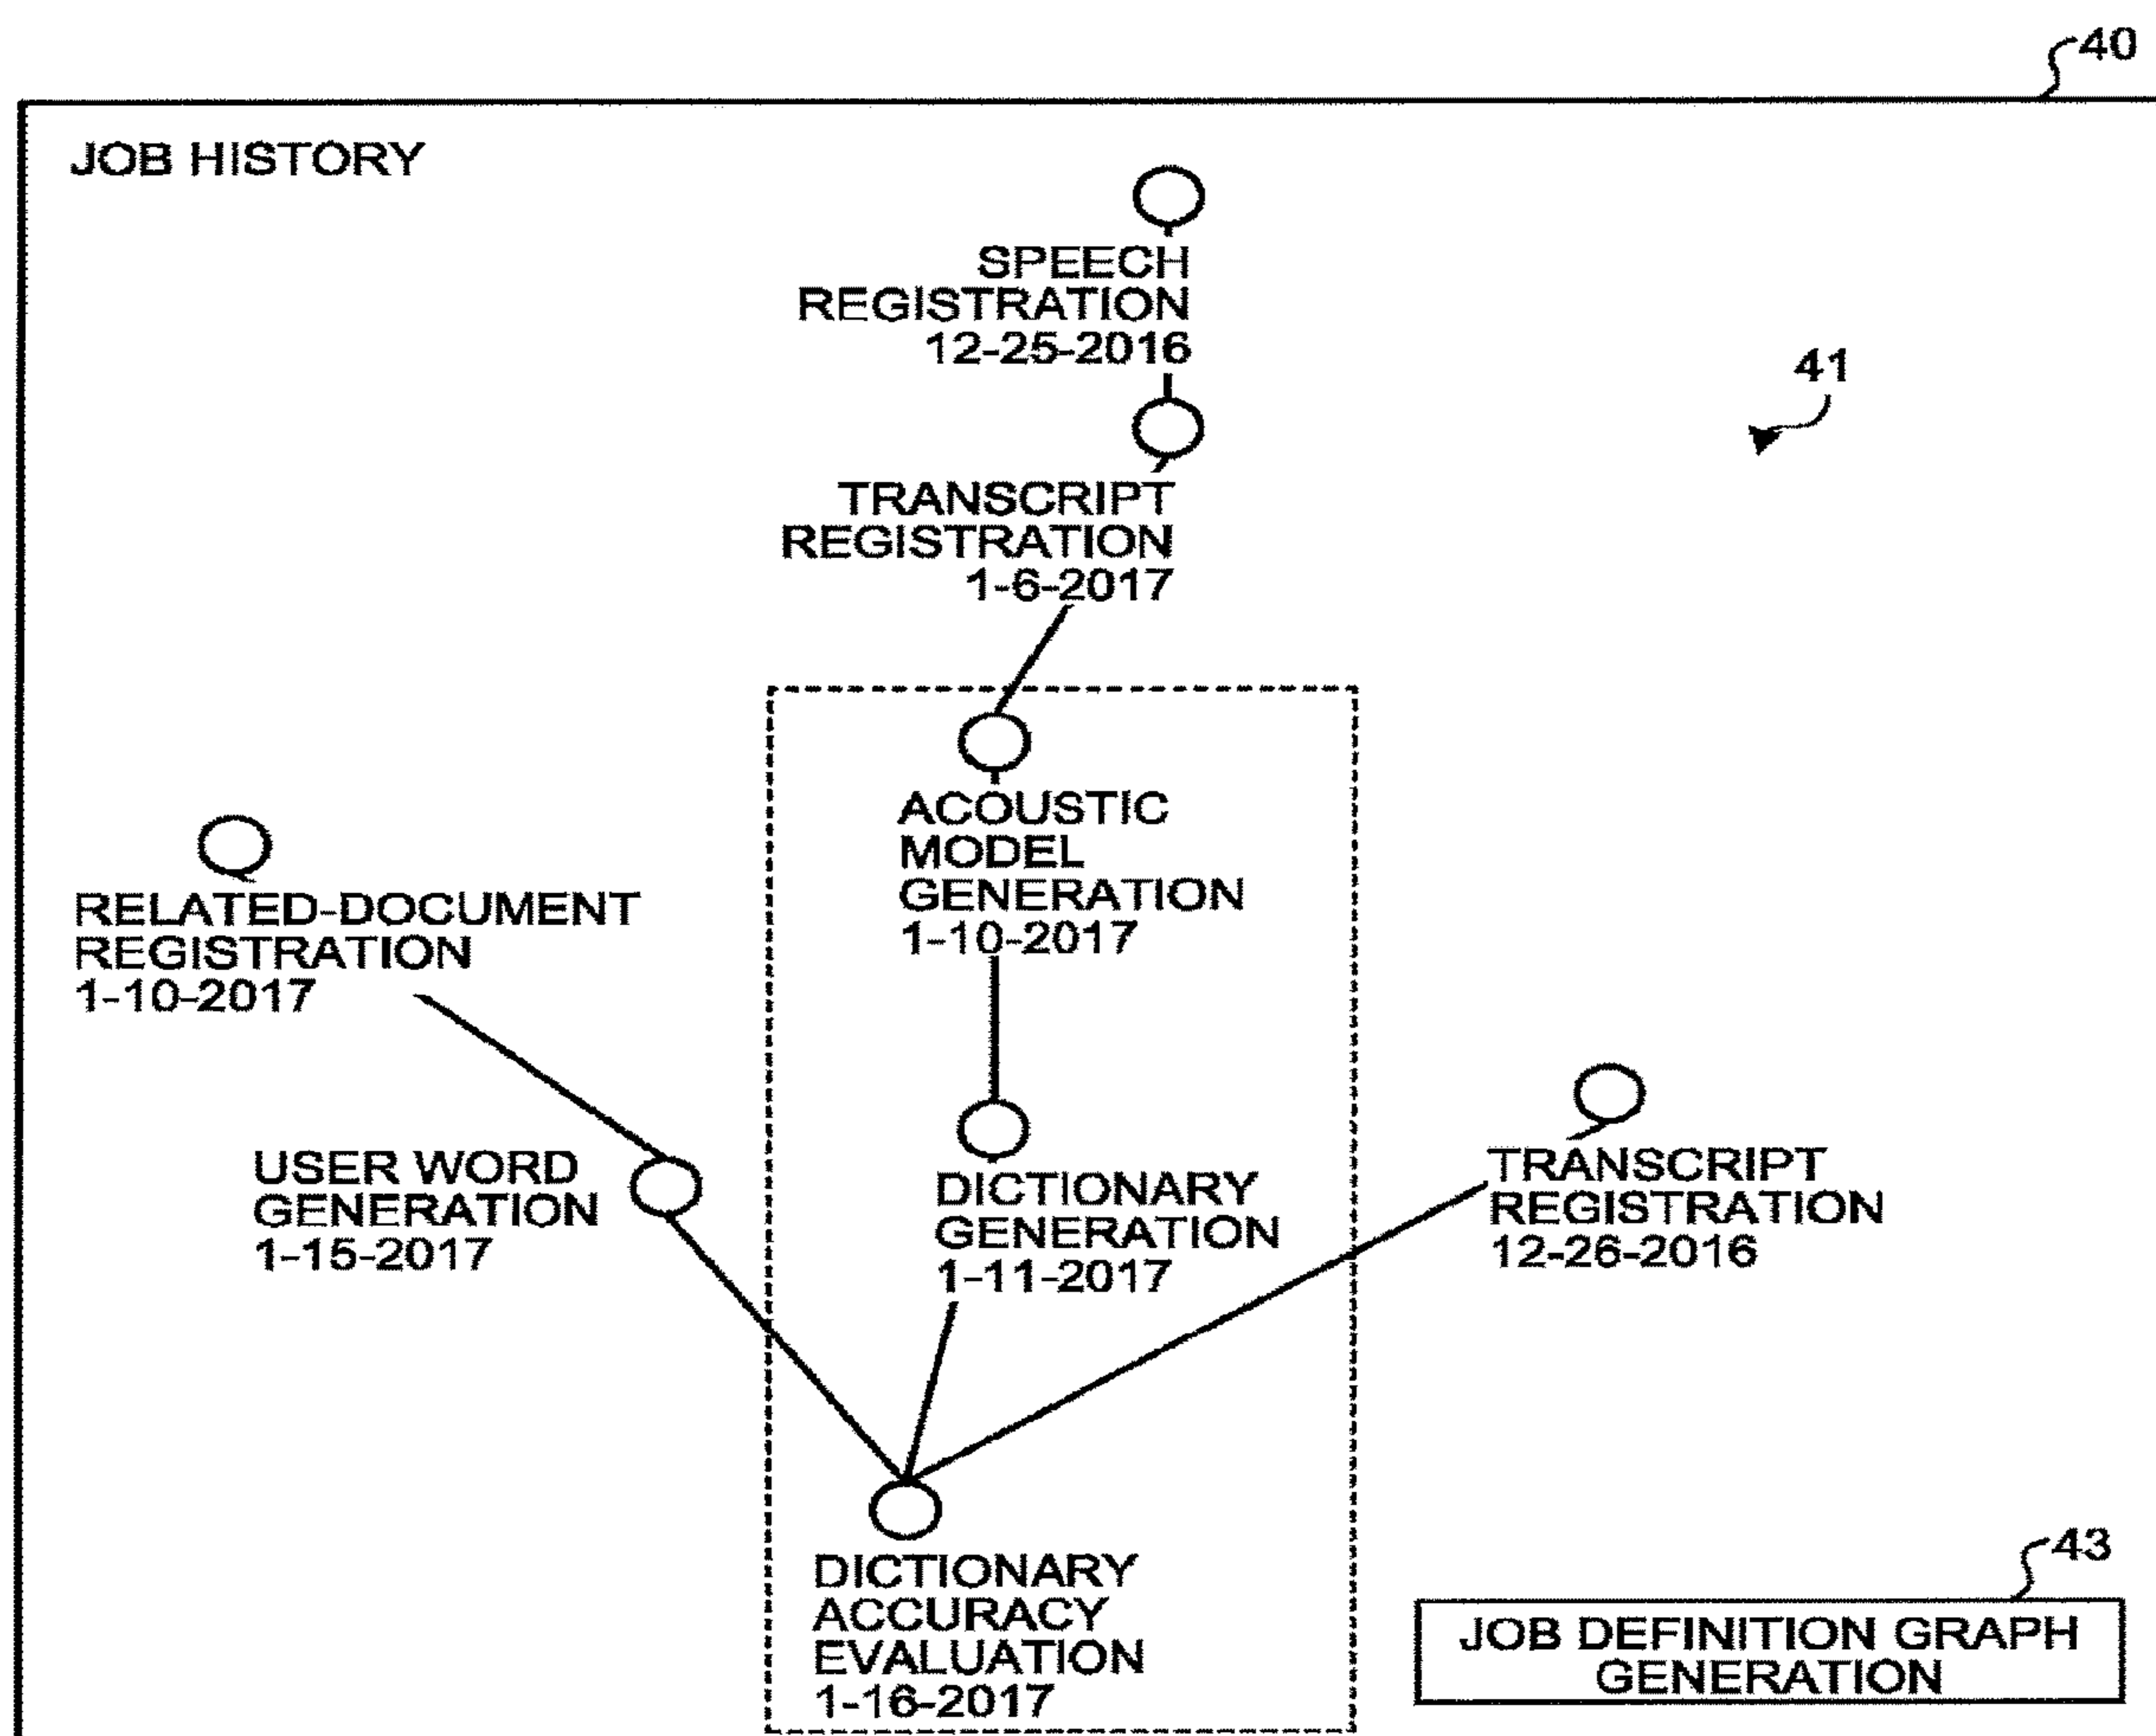 40
JOB HISTORY
SPEECH
REGISTRATION
12-25-2016
41
TRANSCRIPT
REGISTRATION
1-6-2017
ACOUSTIC
MODEL
GENERATION
1-10-2017
RELATED-DOCUMENT
REGISTRATION
1-10-2017
USER WORD
GENERATION
1-15-2017
DICTIONARY
GENERATION
1-11-2017
TRANSCRIPT
REGISTRATION
12-26-2016
DICTIONARY
ACCURACY
EVALUATION
1-16-2017
43
JOB DEFINITION GRAPH
GENERATION